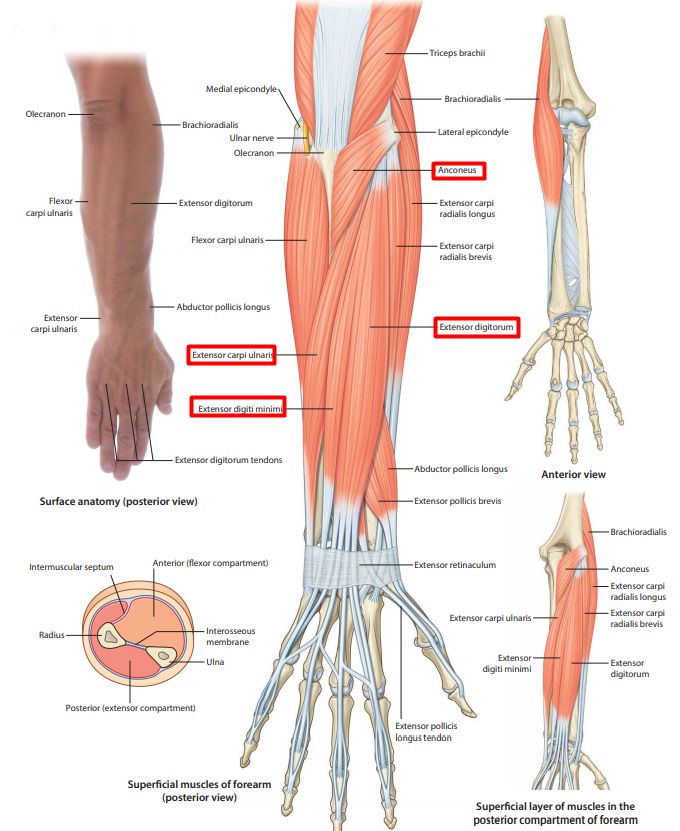 Olecranon
Brachioradialis
Flexor
carpi ulnaris
Extensor digitorum
Abductor pollicis longus
Extensor
carpi ulnaris
Extensor digitorum tendons
Surface anatomy (posterior view)
Triceps brachii
Medial epicondyle
Brachioradialis
Ulnar nerve
Lateral epicondyle
Olecranon
Anconeus
Extensor carpi
radialis longus
Flexor carpi ulnaris
Extensor carpi
radialis brevis
Extensor digitorum
Extensor carpi ulnaris
Extensor digiti minimi
Abductor pollicis longus
Extensor pollicis brevis
Extensor retinaculum
Extensor pollicis
longus tendon
Superficial muscles of forearm
(posterior view)
Anterior view
Intermuscular septum
Anterior (flexor compartment)
Radius
Interosseous
membrane
Ulna
Posterior (extensor compartment)
Brachioradialis
Anconeus
Extensor carpi
radialis longus
Extensor carpi ulnaris
Extensor carpi
radialis brevis
Extensor
digiti minimi
Extensor
digitorum
Superficial layer of muscles in the
posterior compartment of forearm